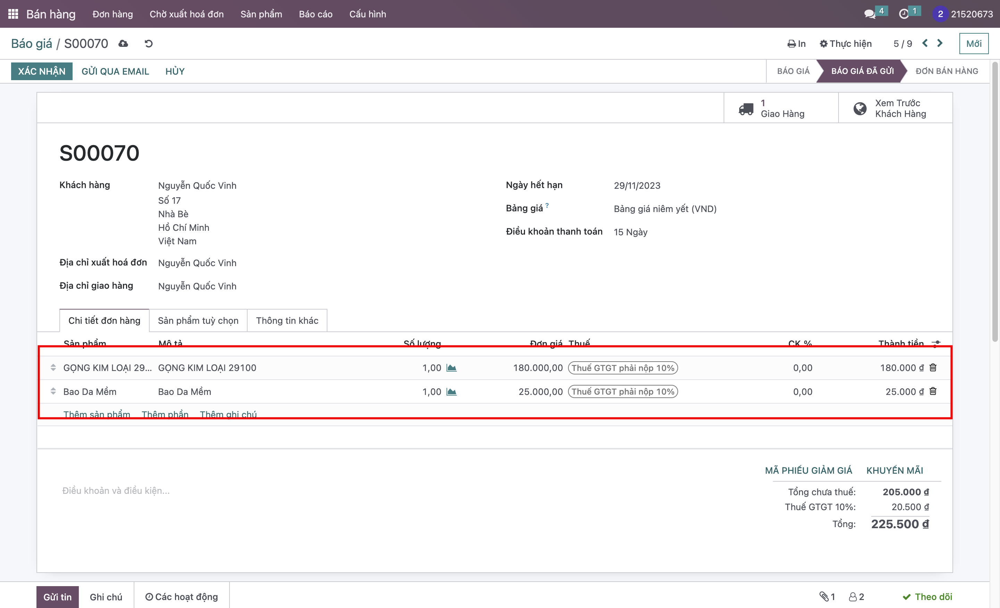 Bán hàng Đơn hàng Chờ xuất hoá đơn Sản phẩm Báo cáo Cấu hình 4 1 2 21520673
Báo giá / S00070 In Thực hiện 5 / 9 Mới
XÁC NHẬN GỬI QUA EMAIL HỦY BÁO GIÁ BÁO GIÁ ĐÃ GỬI ĐƠN BÁN HÀNG
1
Giao Hàng
Xem Trước
Khách Hàng
S00070
Khách hàng Nguyễn Quốc Vinh
Số 17
Nhà Bè
Hồ Chí Minh
Việt Nam
Địa chỉ xuất hoá đơn Nguyễn Quốc Vinh
Địa chỉ giao hàng Nguyễn Quốc Vinh
Ngày hết hạn 29/11/2023
Bảng giá ? Bảng giá niêm yết (VND)
Điều khoản thanh toán 15 Ngày
Chi tiết đơn hàng Sản phẩm tuỳ chọn Thông tin khác
Sản phẩm Mô tả Số lượng Đơn giá Thuế CK % Thành tiền
GỌNG KIM LOẠI 29... GỌNG KIM LOẠI 29100 1,00 180.000,00 Thuế GTGT phải nộp 10% 0,00 180.000 ₫
Bao Da Mềm Bao Da Mềm 1,00 25.000,00 Thuế GTGT phải nộp 10% 0,00 25.000 ₫
Thêm sản phẩm Thêm phần Thêm ghi chú
MÃ PHIẾU GIẢM GIÁ KHUYẾN MÃI
Điều khoản và điều kiện...
Tổng chưa thuế: 205.000 ₫
Thuế GTGT 10%: 20.500 ₫
Tổng: 225.500 ₫
Gửi tin Ghi chú Các hoạt động 1 2 Theo dõi